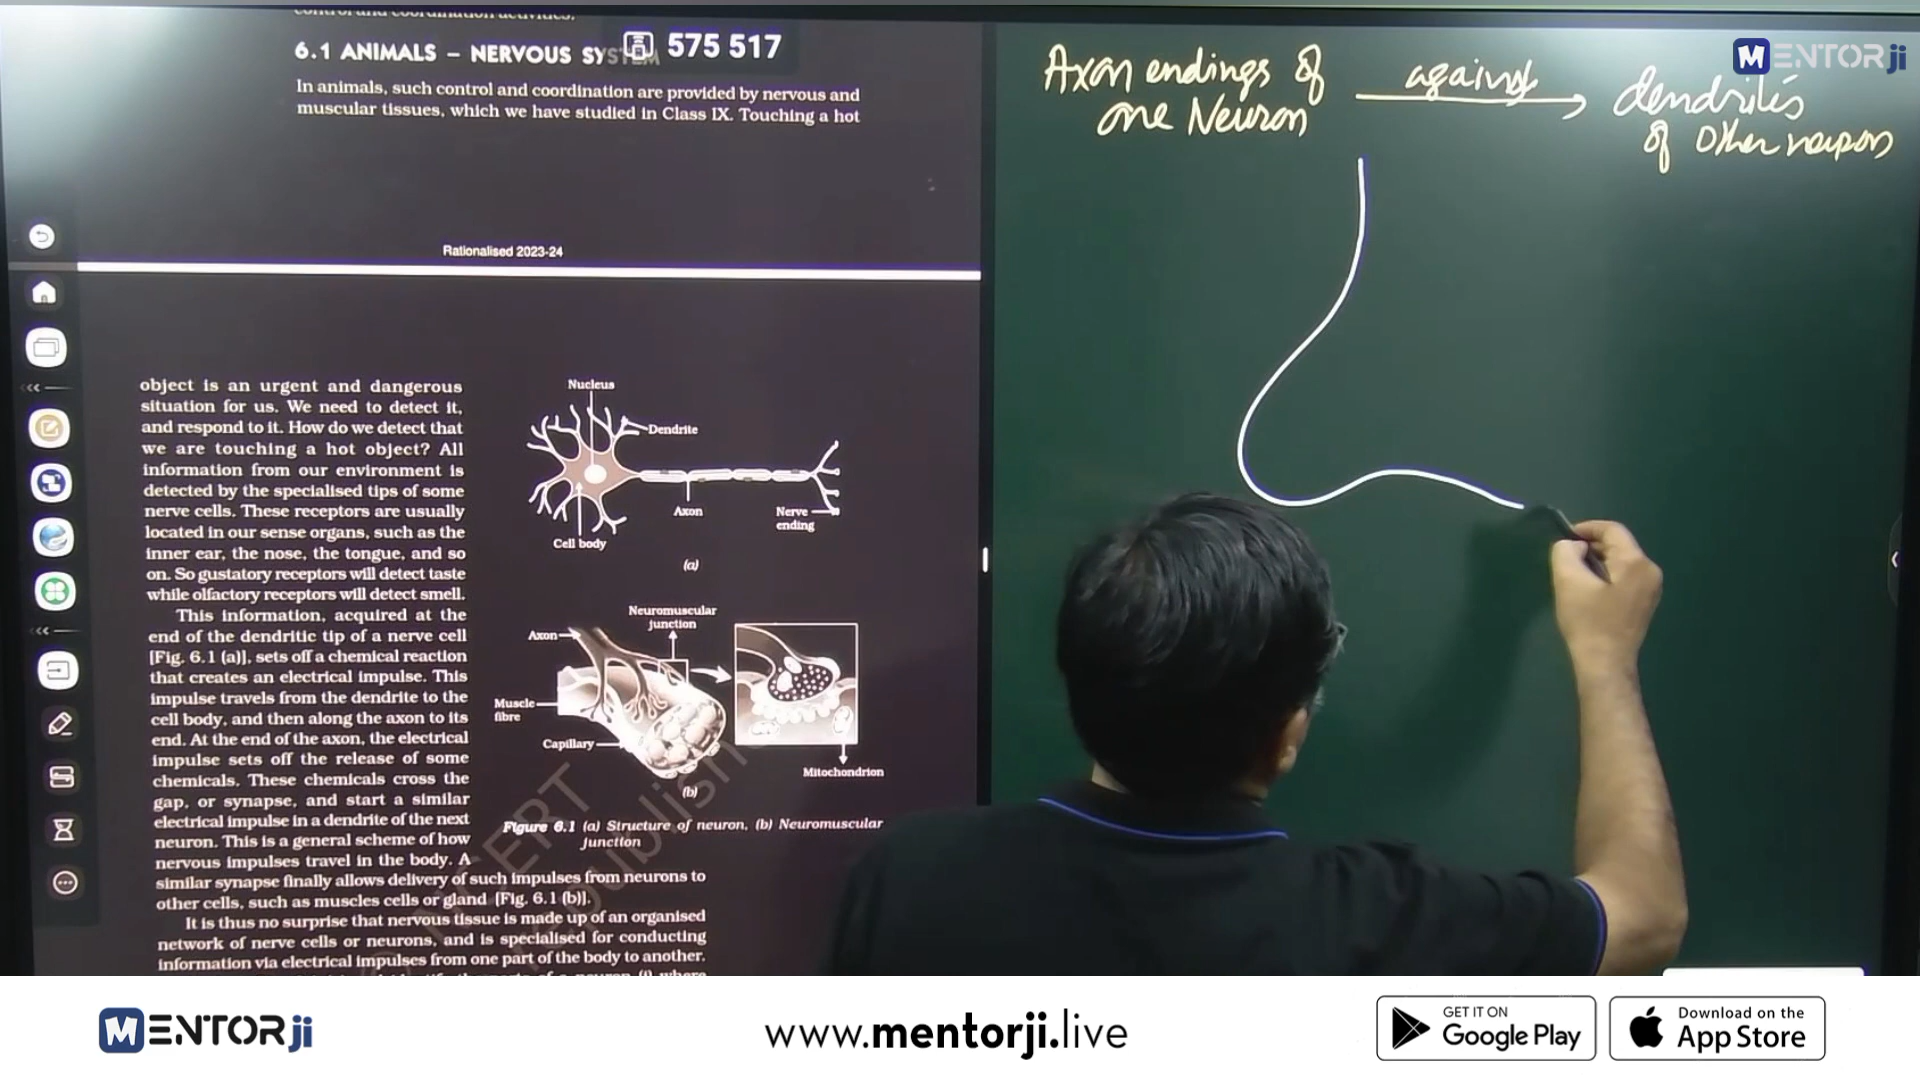 control and coordination activities.
6.1 ANIMALS – NERVOUS SYSTEM
575 517
In animals, such control and coordination are provided by nervous and
muscular tissues, which we have studied in Class IX. Touching a hot
Rationalised 2023-24
object is an urgent and dangerous
situation for us. We need to detect it,
and respond to it. How do we detect that
we are touching a hot object? All
information from our environment is
detected by the specialised tips of some
nerve cells. These receptors are usually
located in our sense organs, such as the
inner ear, the nose, the tongue, and so
on. So gustatory receptors will detect taste
while olfactory receptors will detect smell.
This information, acquired at the
end of the dendritic tip of a nerve cell
[Fig. 6.1 (a)], sets off a chemical reaction
that creates an electrical impulse. This
impulse travels from the dendrite to the
cell body, and then along the axon to its
end. At the end of the axon, the electrical
impulse sets off the release of some
chemicals. These chemicals cross the
gap, or synapse, and start a similar
electrical impulse in a dendrite of the next
neuron. This is a general scheme of how
nervous impulses travel in the body. A
similar synapse finally allows delivery of such impulses from neurons to
other cells, such as muscles cells or gland [Fig. 6.1 (b)].
It is thus no surprise that nervous tissue is made up of an organised
network of nerve cells or neurons, and is specialised for conducting
information via electrical impulses from one part of the body to another.
Nucleus
Dendrite
Axon
Nerve
ending
Cell body
(a)
Neuromuscular
junction
Axon
Muscle
fibre
Capillary
Mitochondrion
(b)
Figure 6.1 (a) Structure of neuron, (b) Neuromuscular
junction
NCERT
republish
Axon endings of
one Neuron
against
dendrites
of Other neuron
MENTORji
MENTORji
www.mentorji.live
GET IT ON
Google Play
Download on the
App Store